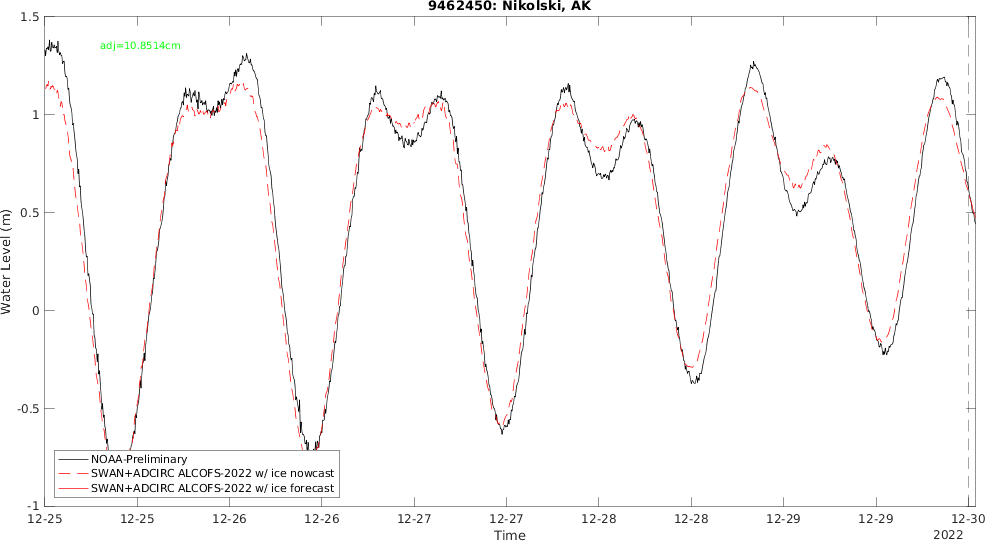 9462450: Nikolski, AK
adj=10.8514cm
1.5
1
0.5
0
-0.5
-1
Water Level (m)
NOAA-Preliminary
SWAN+ADCIRC ALCOFS-2022 w/ ice nowcast
SWAN+ADCIRC ALCOFS-2022 w/ ice forecast
12-25 12-25 12-26 12-26 12-27 12-27 12-28 12-28 12-29 12-29 12-30
Time
2022